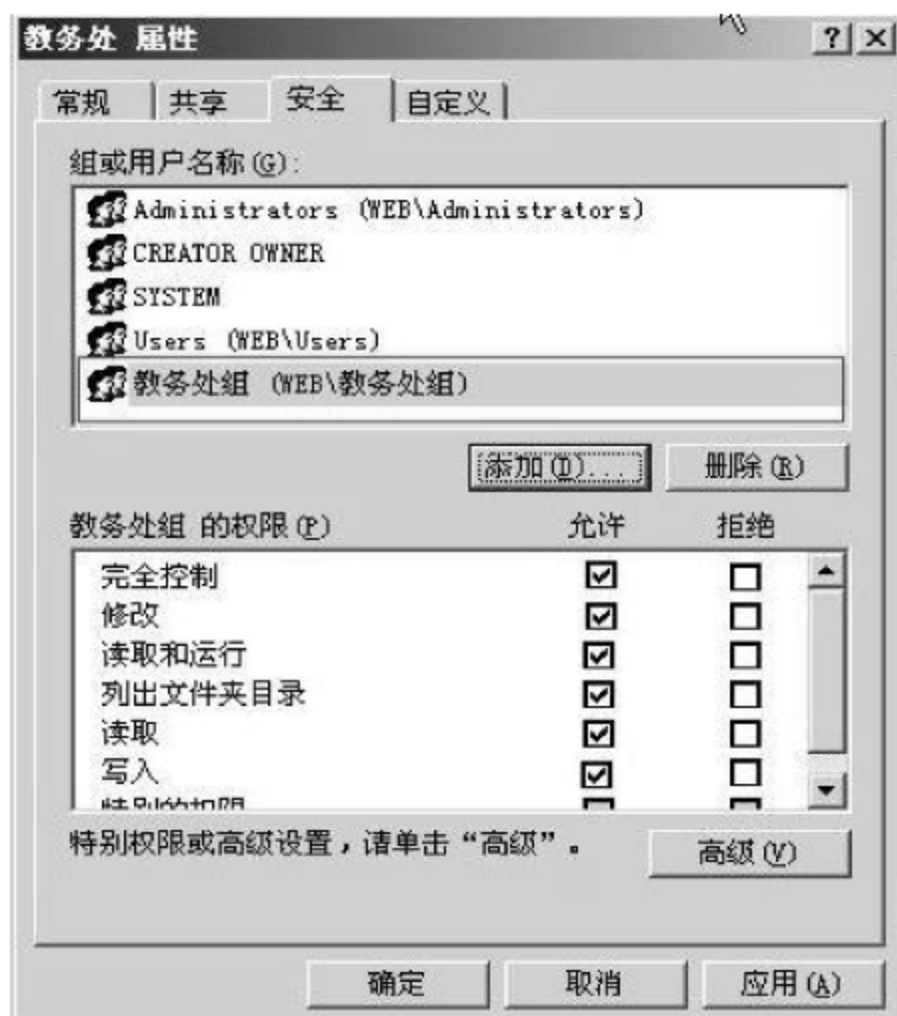 教务处 属性
常规 共享 安全 自定义
组或用户名称(G):
Administrators (WEB\Administrators)
CREATOR OWNER
SYSTEM
Users (WEB\Users)
教务处组 (WEB\教务处组)
添加(D)... 删除(R)
教务处组 的权限(P) 允许 拒绝
完全控制
修改
读取和运行
列出文件夹目录
读取
写入
特别的权限
特别权限或高级设置，请单击“高级”。 高级(V)
确定 取消 应用(A)